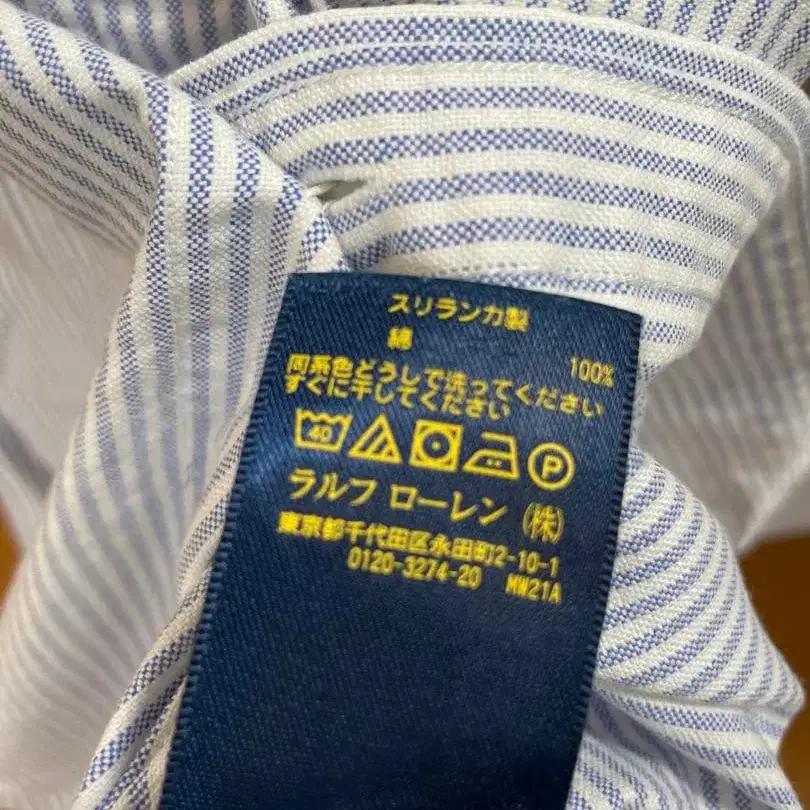 スリランカ製
綿 100%
同系色どうしで洗ってください
すぐに干してください
40 P
ラルフ ローレン (株)
東京都千代田区永田町2-10-1
0120-3274-20 MW21A